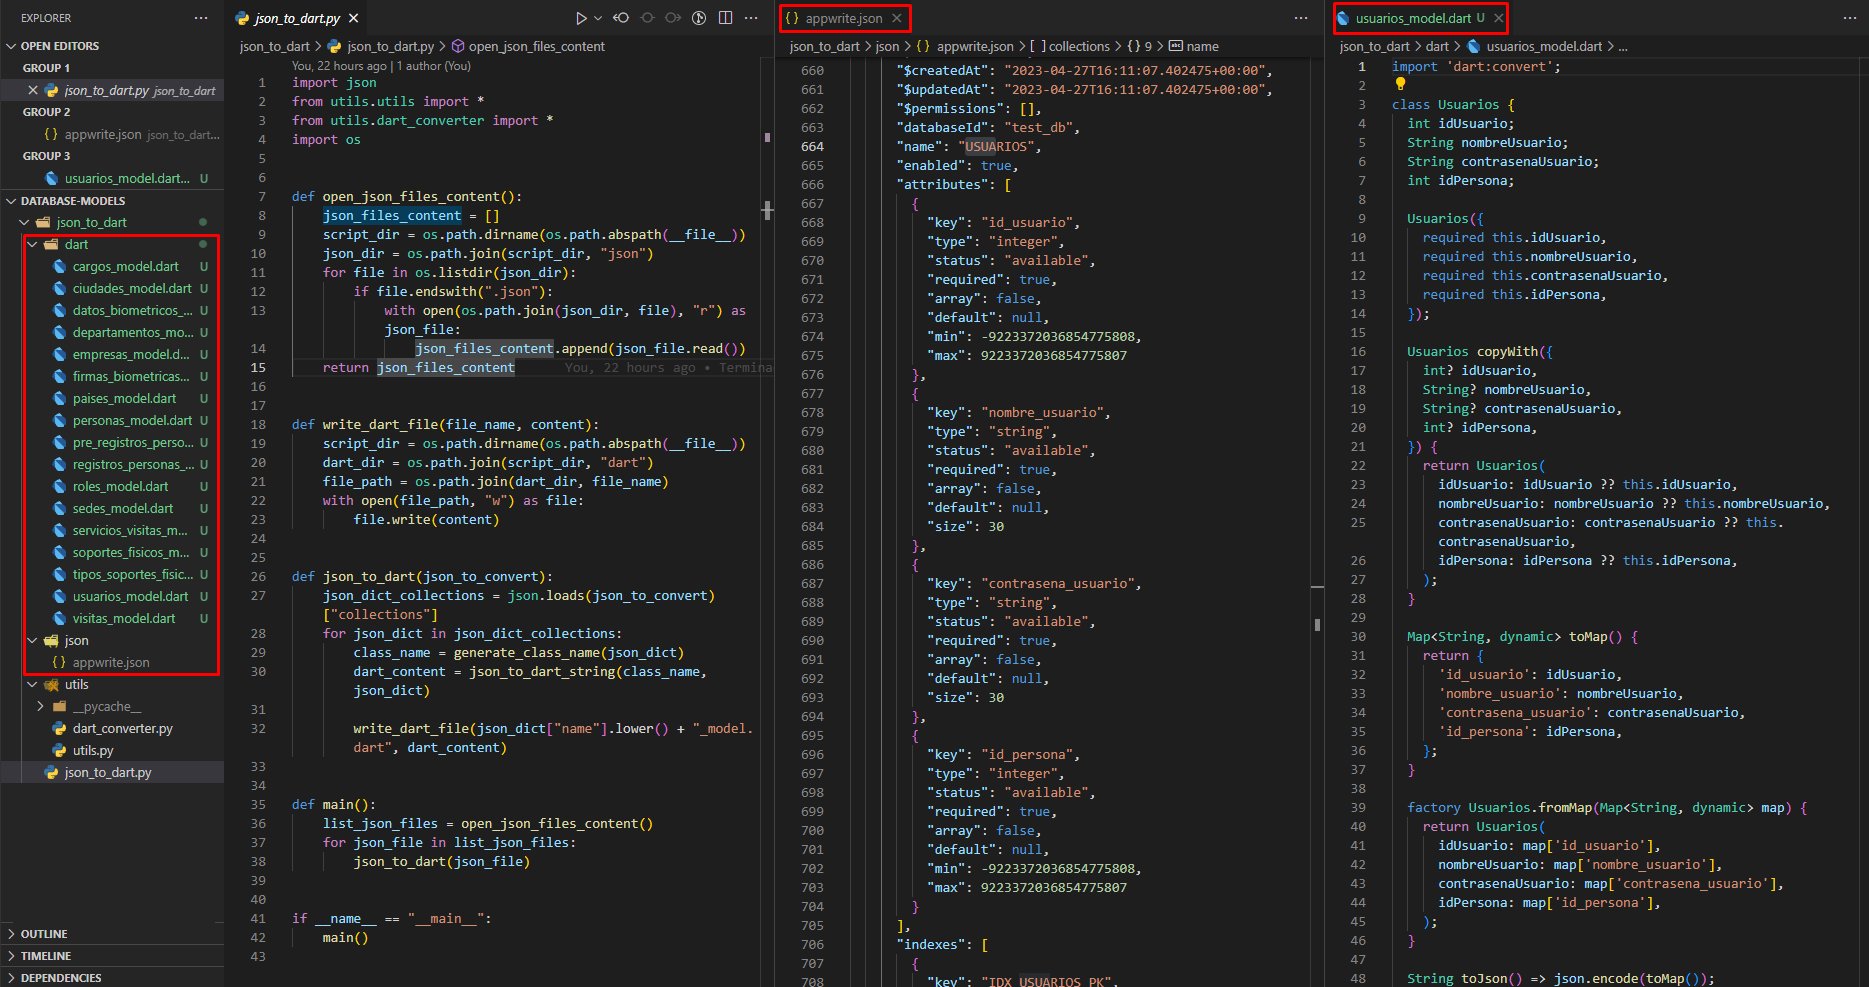 EXPLORER
···
OPEN EDITORS
GROUP 1
json_to_dart.py json_to_dart
GROUP 2
{} appwrite.json json_to_dart...
GROUP 3
usuarios_model.dart... U
DATABASE-MODELS
json_to_dart
dart
cargos_model.dart U
ciudades_model.dart U
datos_biometricos_... U
departamentos_mo... U
empresas_model.d... U
firmas_biometricas... U
paises_model.dart U
personas_model.dart U
pre_registros_perso... U
registros_personas_... U
roles_model.dart U
sedes_model.dart U
servicios_visitas_m... U
soportes_fisicos_m... U
tipos_soportes_fisic... U
usuarios_model.dart U
visitas_model.dart U
json
{} appwrite.json
utils
__pycache__
dart_converter.py
utils.py
json_to_dart.py
OUTLINE
TIMELINE
DEPENDENCIES
json_to_dart.py
···
json_to_dart > json_to_dart.py > open_json_files_content
You, 22 hours ago | 1 author (You)
1 import json
2 from utils.utils import *
3 from utils.dart_converter import *
4 import os
5
6
7 def open_json_files_content():
8 json_files_content = []
9 script_dir = os.path.dirname(os.path.abspath(__file__))
10 json_dir = os.path.join(script_dir, "json")
11 for file in os.listdir(json_dir):
12 if file.endswith(".json"):
13 with open(os.path.join(json_dir, file), "r") as
json_file:
14 json_files_content.append(json_file.read())
15 return json_files_content You, 22 hours ago • Termina
16
17
18 def write_dart_file(file_name, content):
19 script_dir = os.path.dirname(os.path.abspath(__file__))
20 dart_dir = os.path.join(script_dir, "dart")
21 file_path = os.path.join(dart_dir, file_name)
22 with open(file_path, "w") as file:
23 file.write(content)
24
25
26 def json_to_dart(json_to_convert):
27 json_dict_collections = json.loads(json_to_convert)
["collections"]
28 for json_dict in json_dict_collections:
29 class_name = generate_class_name(json_dict)
30 dart_content = json_to_dart_string(class_name,
json_dict)
31
32 write_dart_file(json_dict["name"].lower() + "_model.
dart", dart_content)
33
34
35 def main():
36 list_json_files = open_json_files_content()
37 for json_file in list_json_files:
38 json_to_dart(json_file)
39
40
41 if __name__ == "__main__":
42 main()
43
{} appwrite.json
···
json_to_dart > json > {} appwrite.json > [ ] collections > {} 9 > name
660 "$createdAt": "2023-04-27T16:11:07.402475+00:00",
661 "$updatedAt": "2023-04-27T16:11:07.402475+00:00",
662 "$permissions": [],
663 "databaseId": "test_db",
664 "name": "USUARIOS",
665 "enabled": true,
666 "attributes": [
667 {
668 "key": "id_usuario",
669 "type": "integer",
670 "status": "available",
671 "required": true,
672 "array": false,
673 "default": null,
674 "min": -9223372036854775808,
675 "max": 9223372036854775807
676 },
677 {
678 "key": "nombre_usuario",
679 "type": "string",
680 "status": "available",
681 "required": true,
682 "array": false,
683 "default": null,
684 "size": 30
685 },
686 {
687 "key": "contrasena_usuario",
688 "type": "string",
689 "status": "available",
690 "required": true,
691 "array": false,
692 "default": null,
693 "size": 30
694 },
695 {
696 "key": "id_persona",
697 "type": "integer",
698 "status": "available",
699 "required": true,
700 "array": false,
701 "default": null,
702 "min": -9223372036854775808,
703 "max": 9223372036854775807
704 }
705 ],
706 "indexes": [
707 {
708 "key": "IDX_USUARIOS_PK",
usuarios_model.dart U
···
json_to_dart > dart > usuarios_model.dart > ...
1 import 'dart:convert';
2
3 class Usuarios {
4 int idUsuario;
5 String nombreUsuario;
6 String contrasenaUsuario;
7 int idPersona;
8
9 Usuarios({
10 required this.idUsuario,
11 required this.nombreUsuario,
12 required this.contrasenaUsuario,
13 required this.idPersona,
14 });
15
16 Usuarios copyWith({
17 int? idUsuario,
18 String? nombreUsuario,
19 String? contrasenaUsuario,
20 int? idPersona,
21 }) {
22 return Usuarios(
23 idUsuario: idUsuario ?? this.idUsuario,
24 nombreUsuario: nombreUsuario ?? this.nombreUsuario,
25 contrasenaUsuario: contrasenaUsuario ?? this.
contrasenaUsuario,
26 idPersona: idPersona ?? this.idPersona,
27 );
28 }
29
30 Map<String, dynamic> toMap() {
31 return {
32 'id_usuario': idUsuario,
33 'nombre_usuario': nombreUsuario,
34 'contrasena_usuario': contrasenaUsuario,
35 'id_persona': idPersona,
36 };
37 }
38
39 factory Usuarios.fromMap(Map<String, dynamic> map) {
40 return Usuarios(
41 idUsuario: map['id_usuario'],
42 nombreUsuario: map['nombre_usuario'],
43 contrasenaUsuario: map['contrasena_usuario'],
44 idPersona: map['id_persona'],
45 );
46 }
47
48 String toJson() => json.encode(toMap());